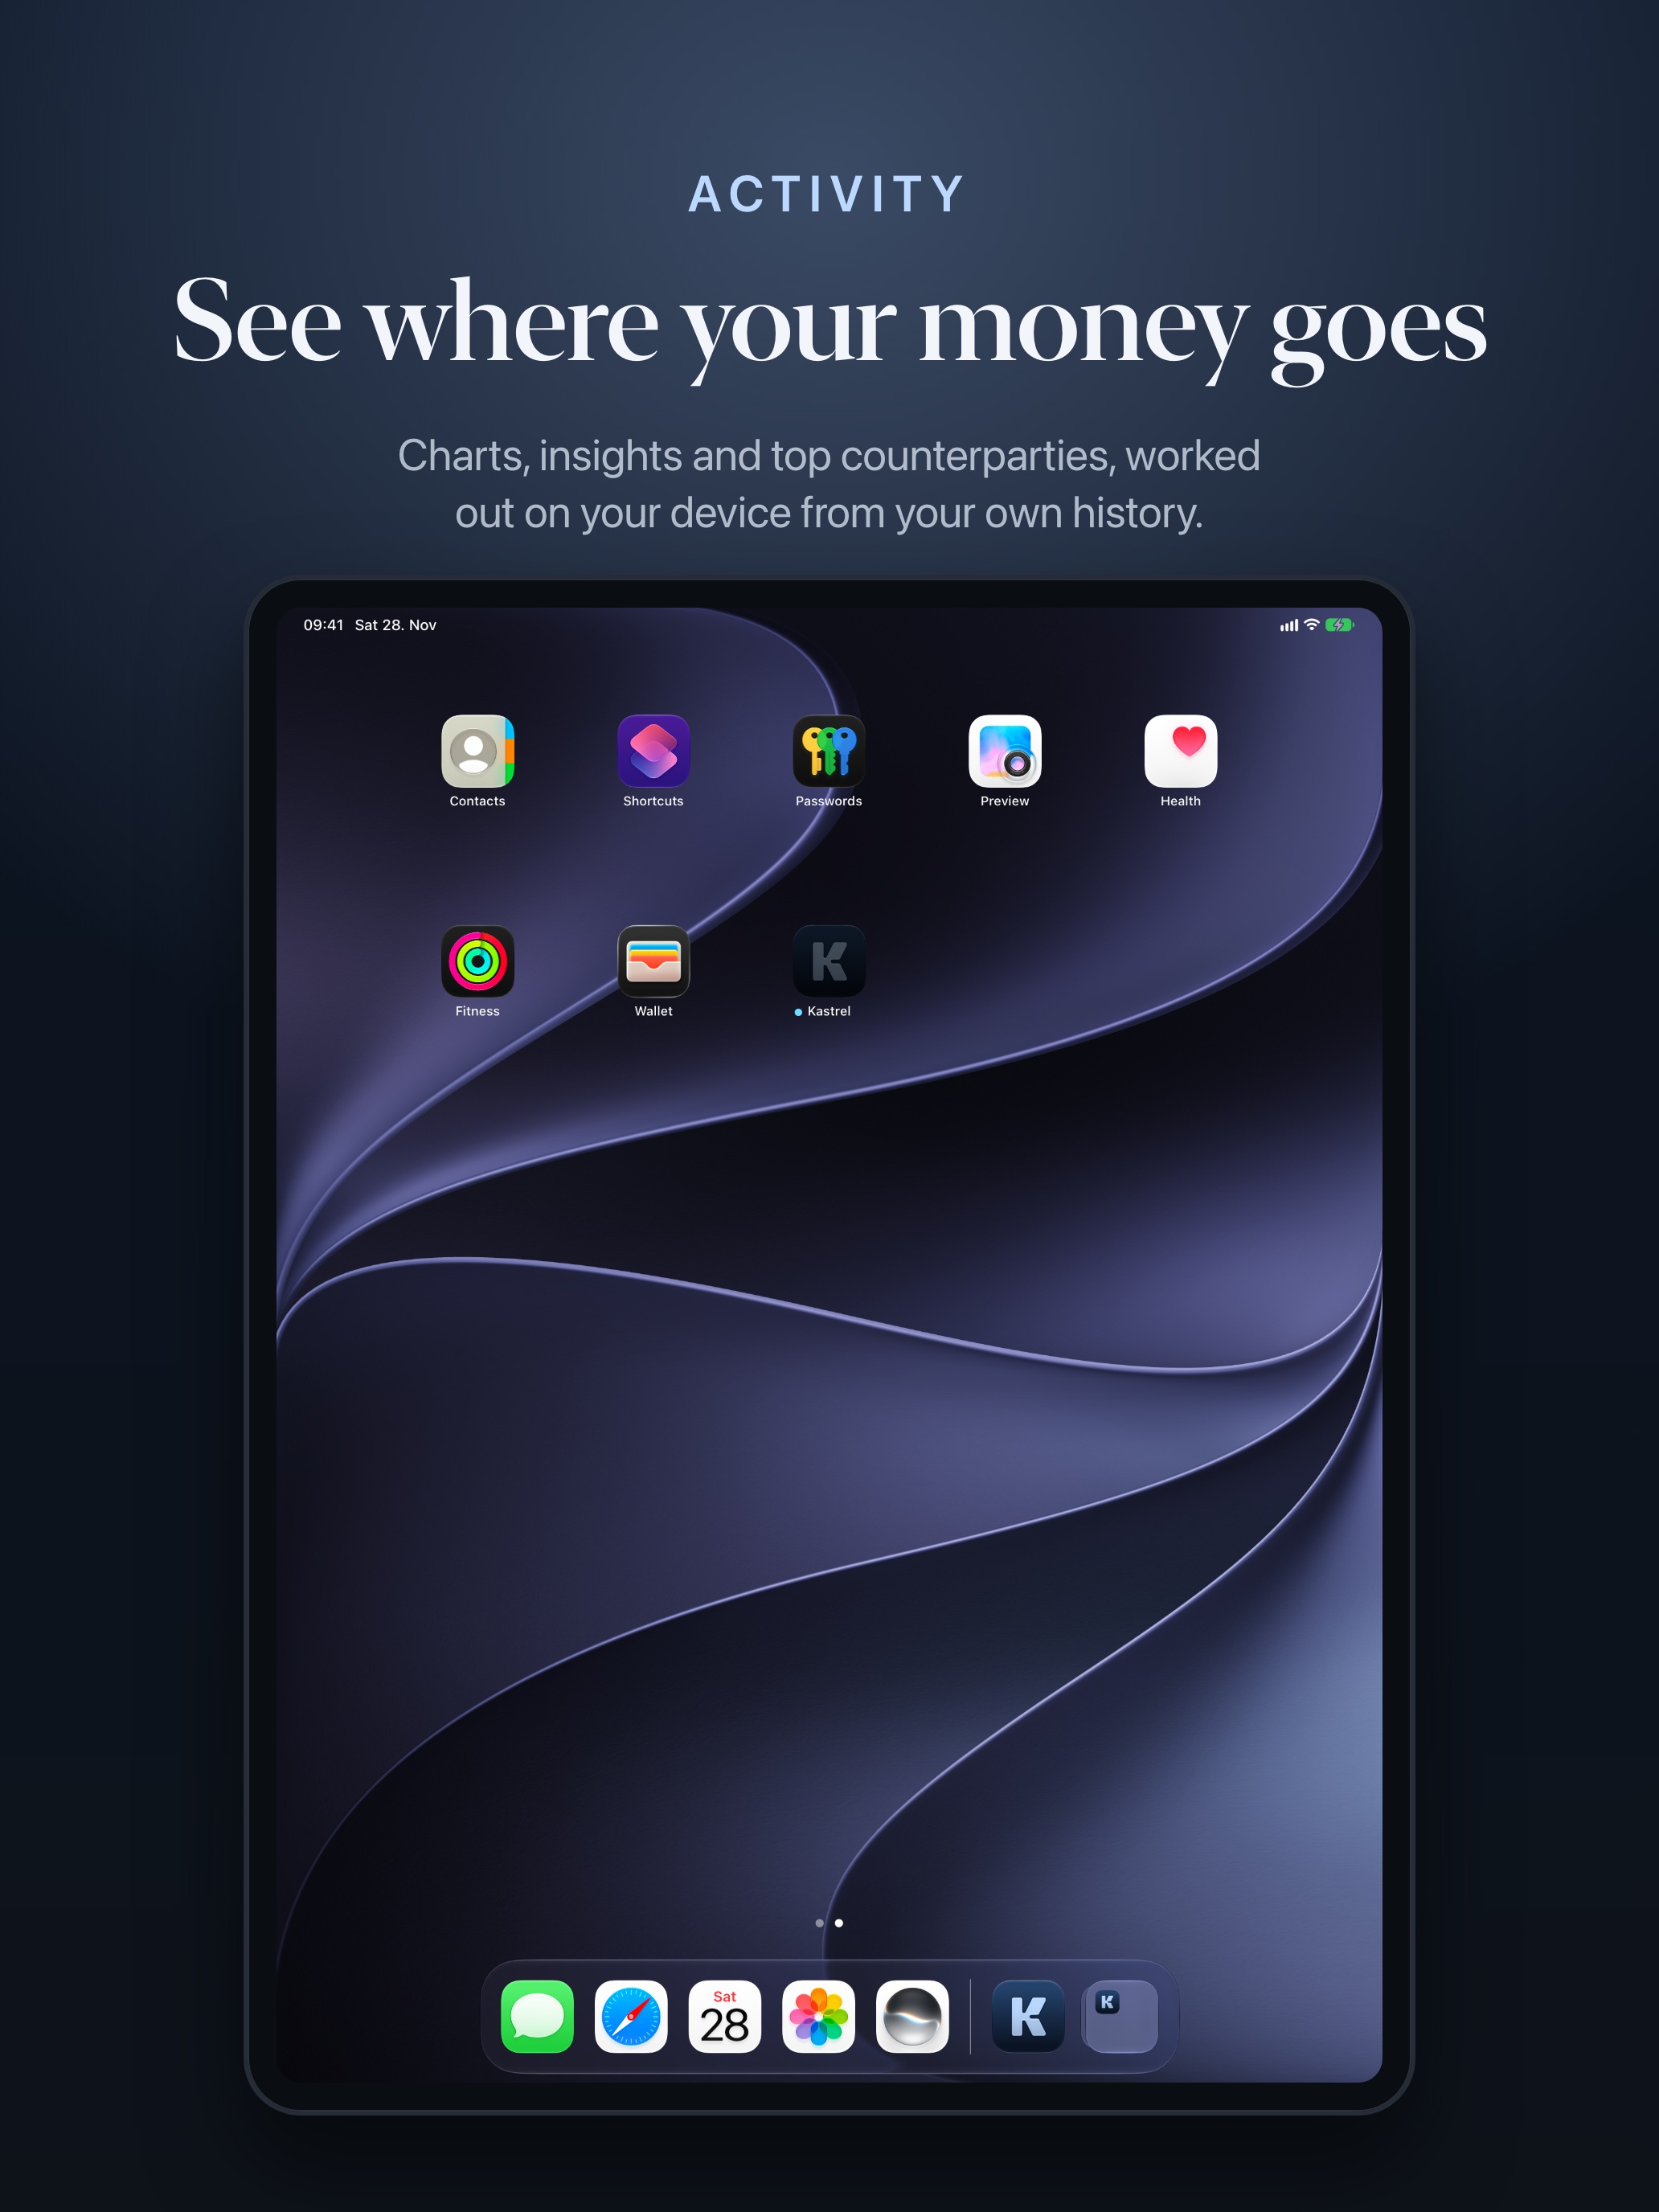 ACTIVITY
See where your money goes
Charts, insights and top counterparties, worked
out on your device from your own history.
09:41 Sat 28. Nov
Contacts Shortcuts Passwords Preview Health
K
Fitness Wallet Kastrel
Sat
28 K K